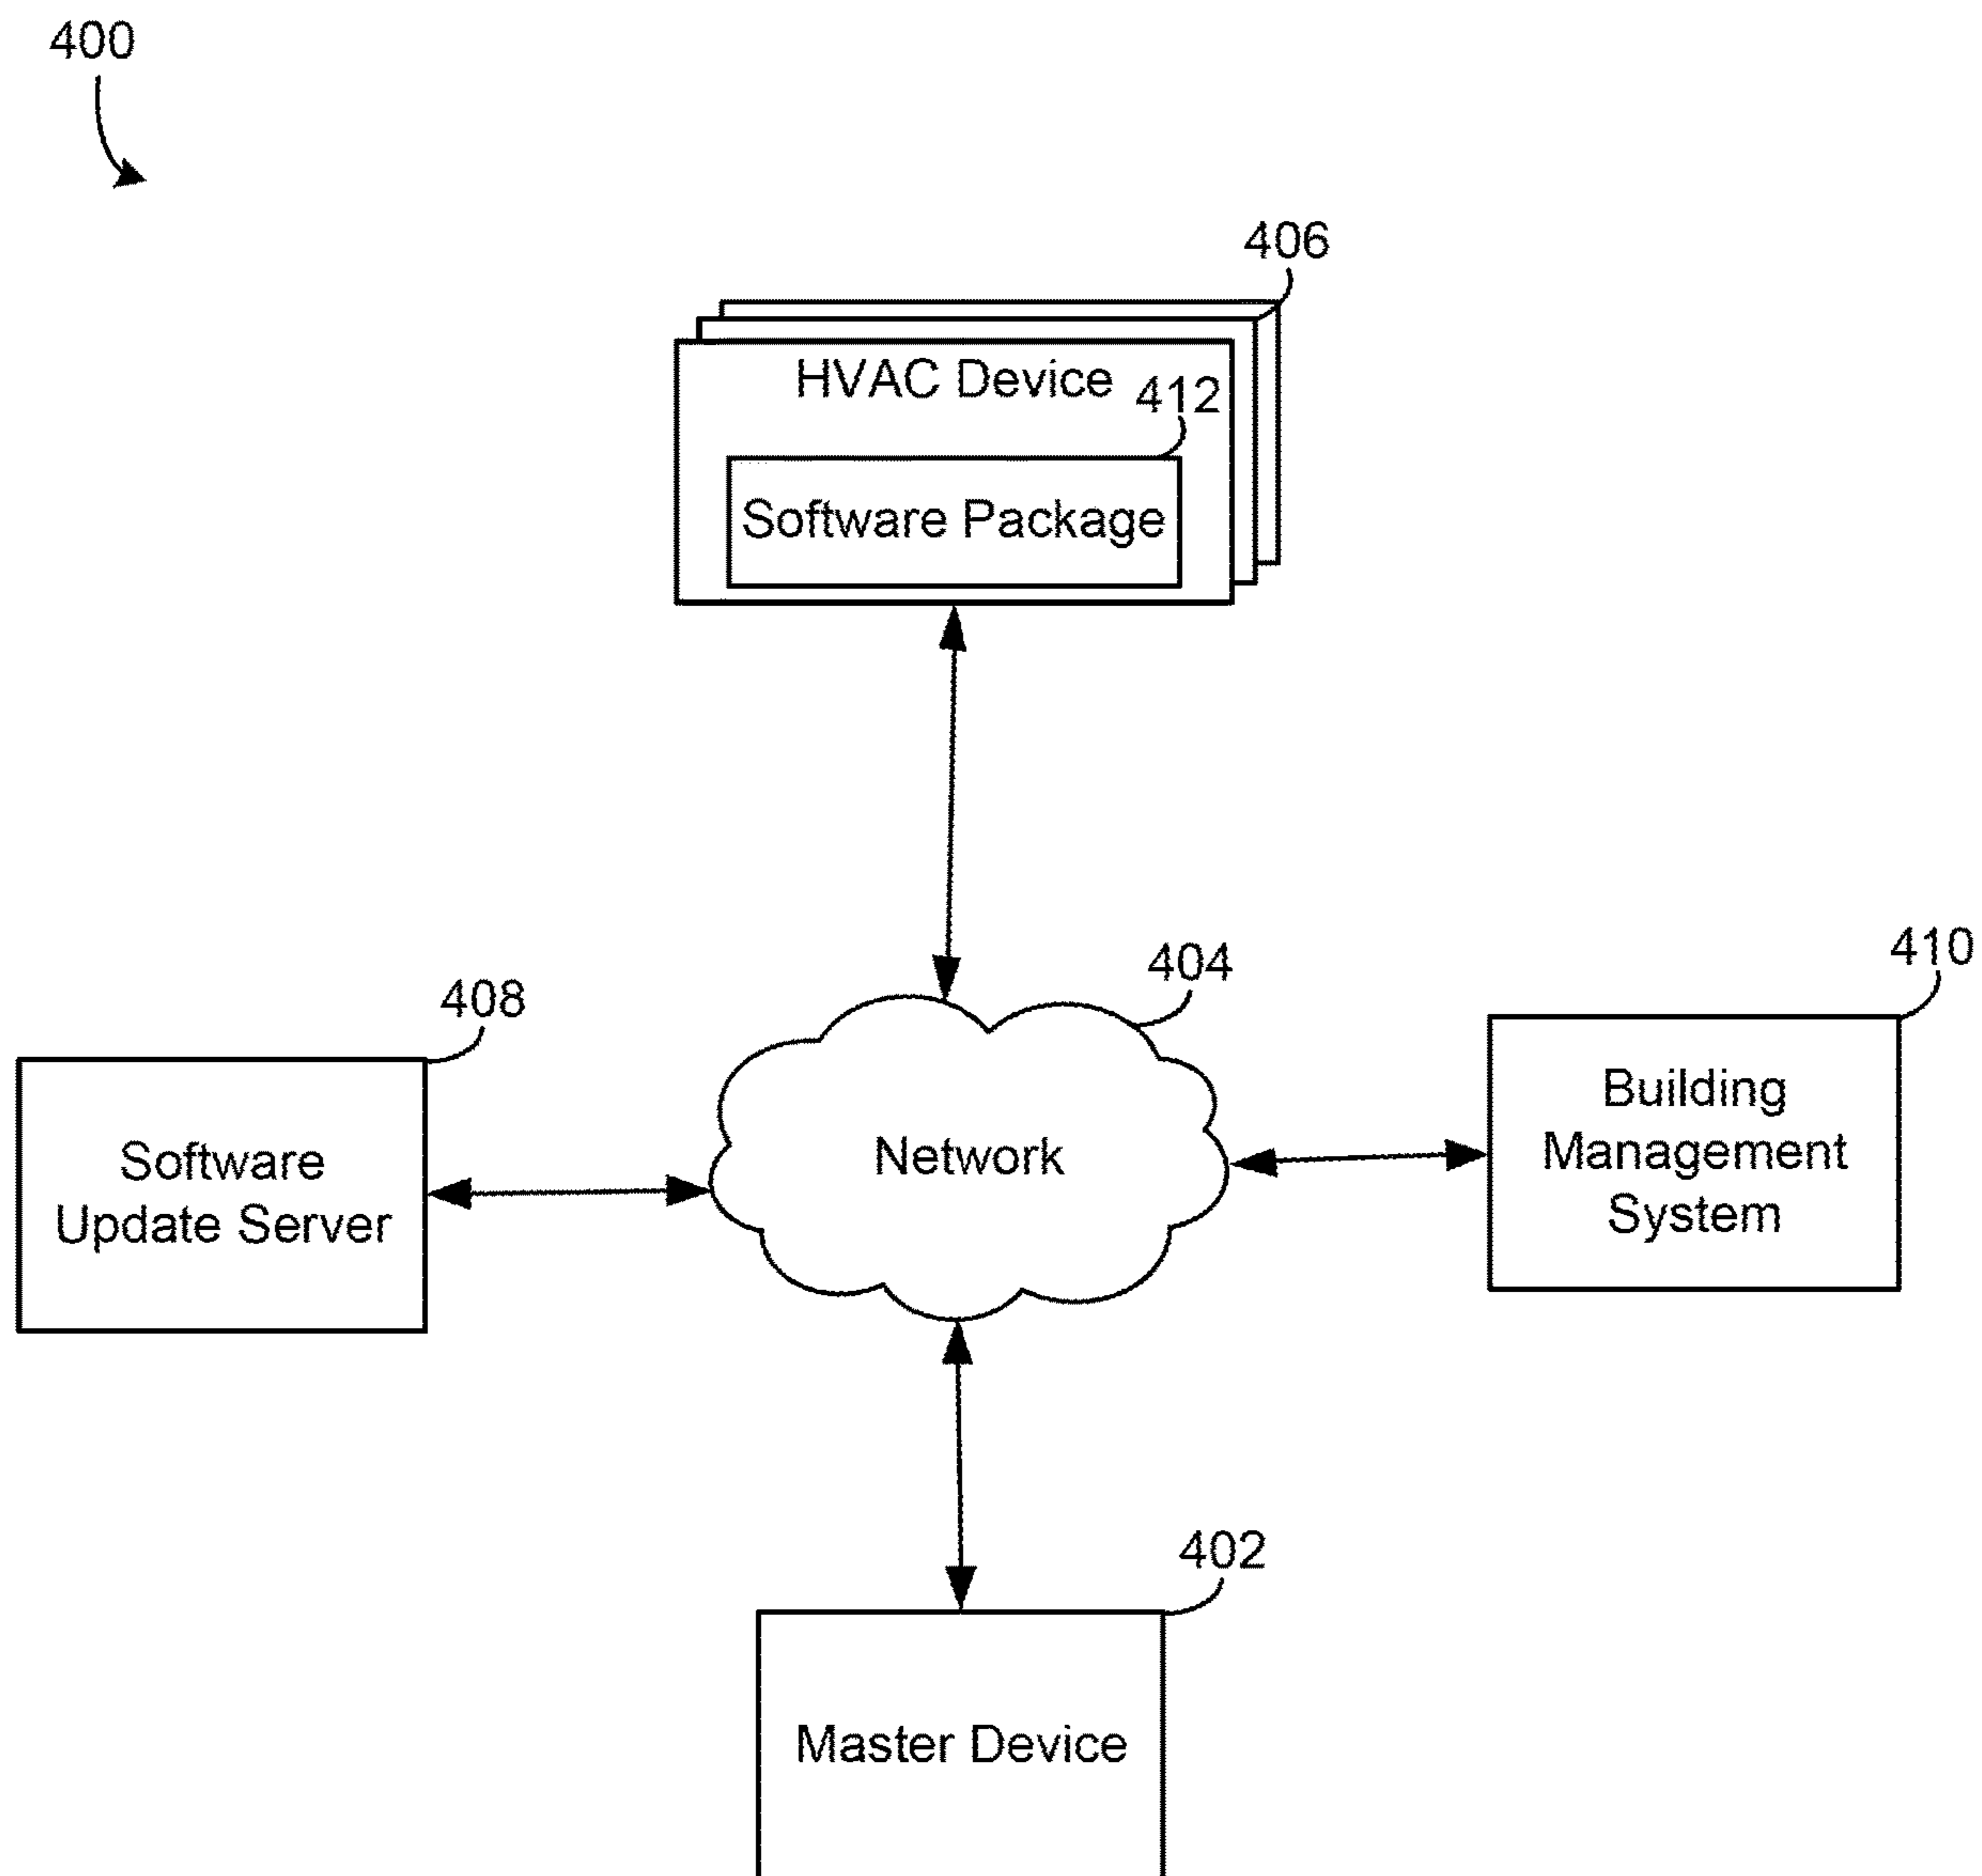 400
406
HVAC Device
412
Software Package
404
410
408
Building
Management
System
Network
Software
Update Server
402
Master Device